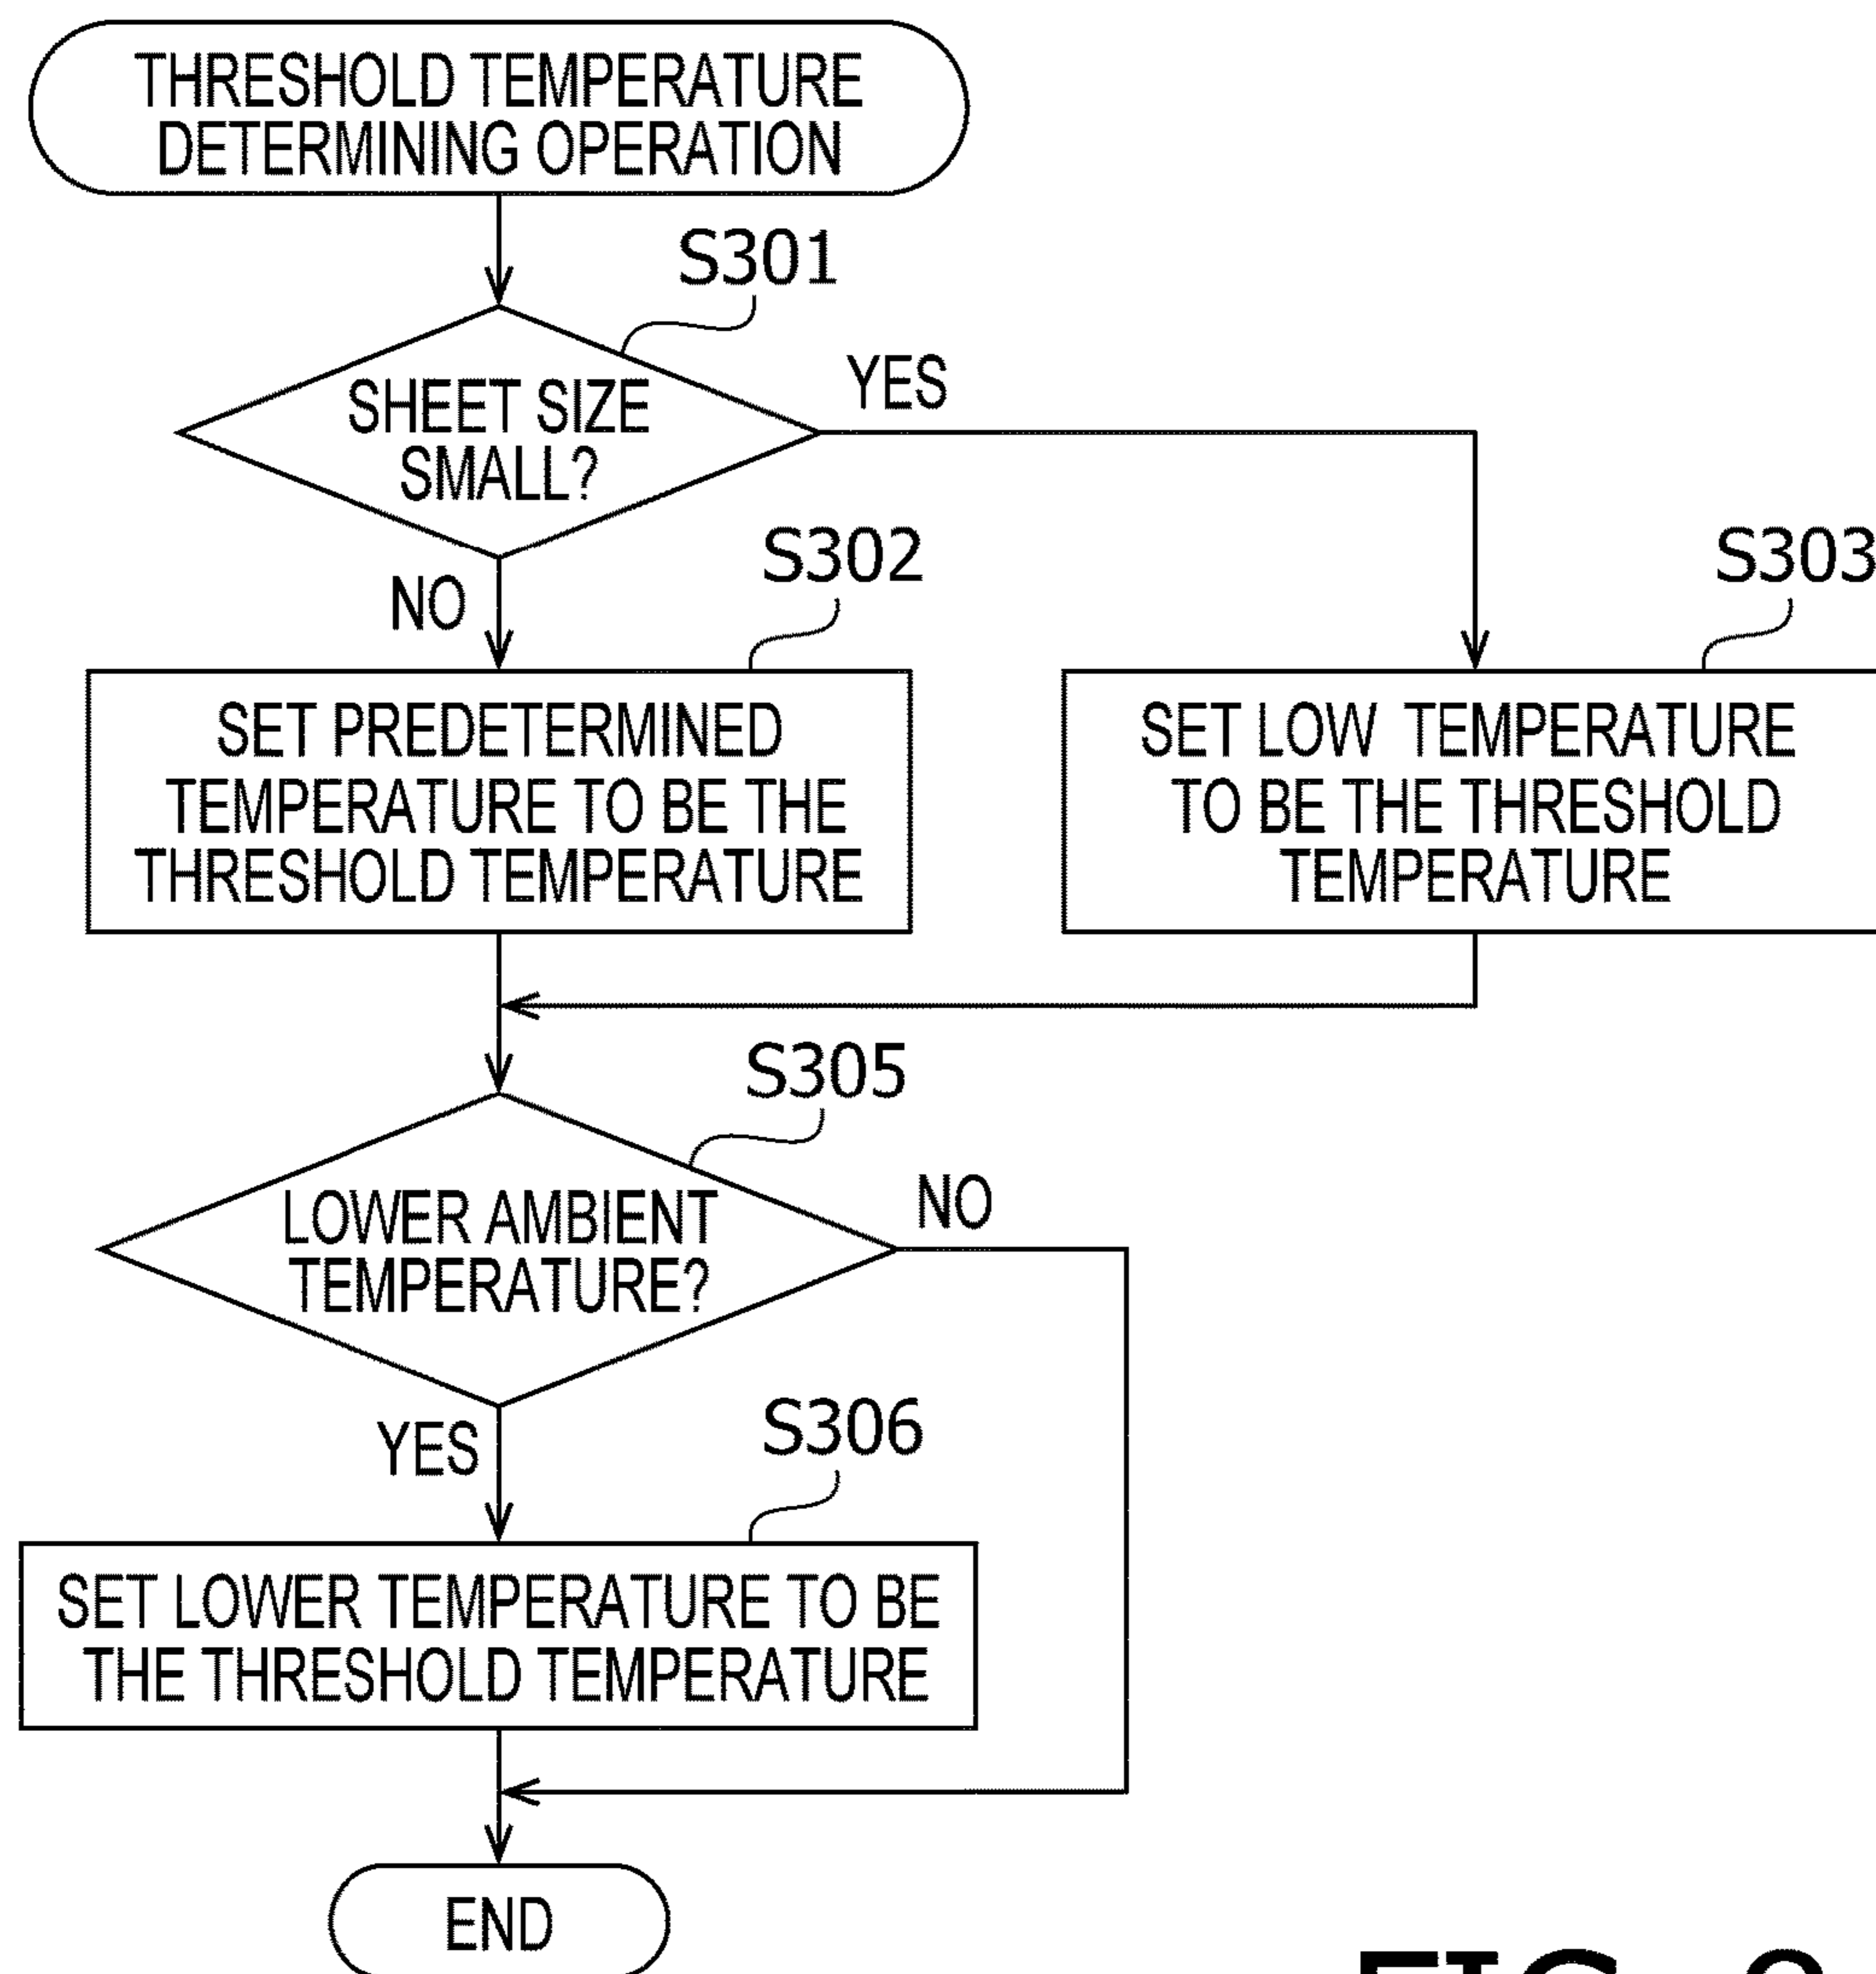 THRESHOLD TEMPERATURE
DETERMINING OPERATION
S301
SHEET SIZE
SMALL?
YES
NO
S302
SET PREDETERMINED
TEMPERATURE TO BE THE
THRESHOLD TEMPERATURE
S303
SET LOW TEMPERATURE
TO BE THE THRESHOLD
TEMPERATURE
S305
LOWER AMBIENT
TEMPERATURE?
NO
YES
S306
SET LOWER TEMPERATURE TO BE
THE THRESHOLD TEMPERATURE
END